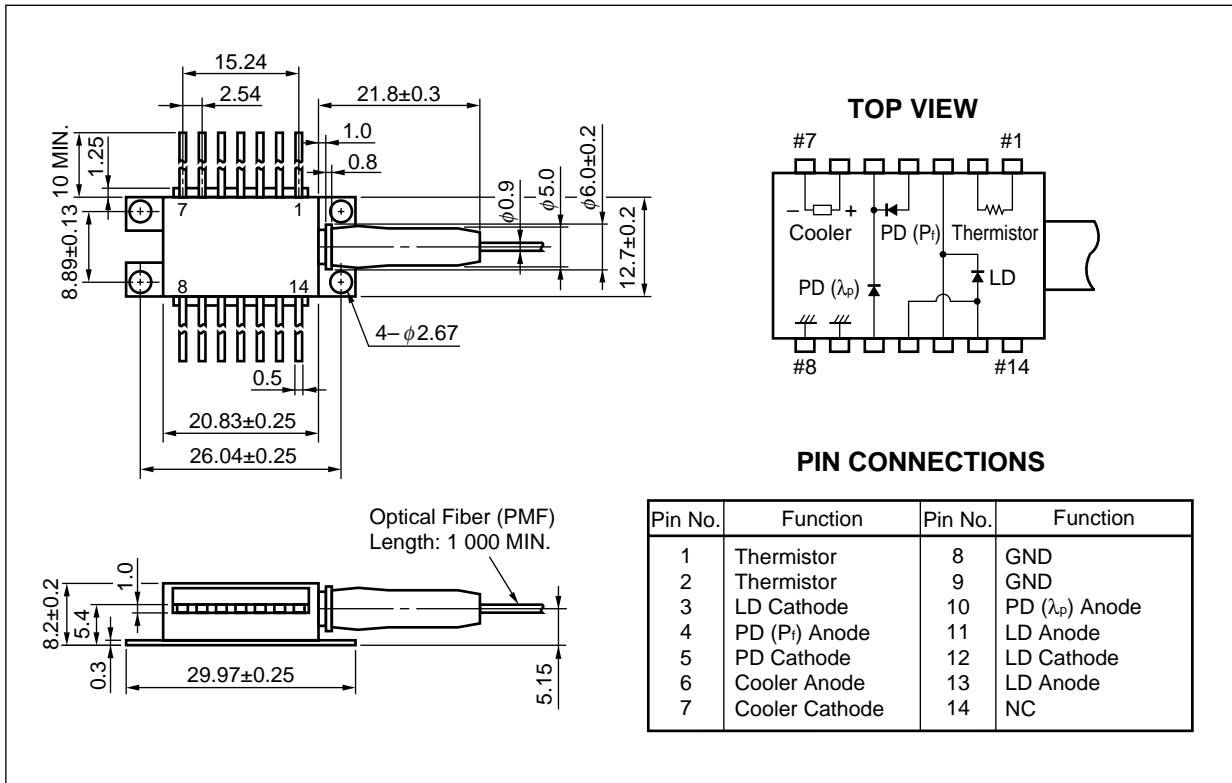 15.24
2.54
21.8±0.3
1.0
0.8
10 MIN.
1.25
8.89±0.13
7
1
8
14
φ0.9
φ5.0
φ6.0±0.2
12.7±0.2
4–φ2.67
0.5
20.83±0.25
26.04±0.25
TOP VIEW
#7
#1
– +
Cooler
PD (Pf)
Thermistor
PD (λp)
LD
#8
#14
Optical Fiber (PMF)
Length: 1 000 MIN.
8.2±0.2
5.4
1.0
0.3
29.97±0.25
5.15
PIN CONNECTIONS
Pin No. Function Pin No. Function
1 Thermistor 8 GND
2 Thermistor 9 GND
3 LD Cathode 10 PD (λp) Anode
4 PD (Pf) Anode 11 LD Anode
5 PD Cathode 12 LD Cathode
6 Cooler Anode 13 LD Anode
7 Cooler Cathode 14 NC